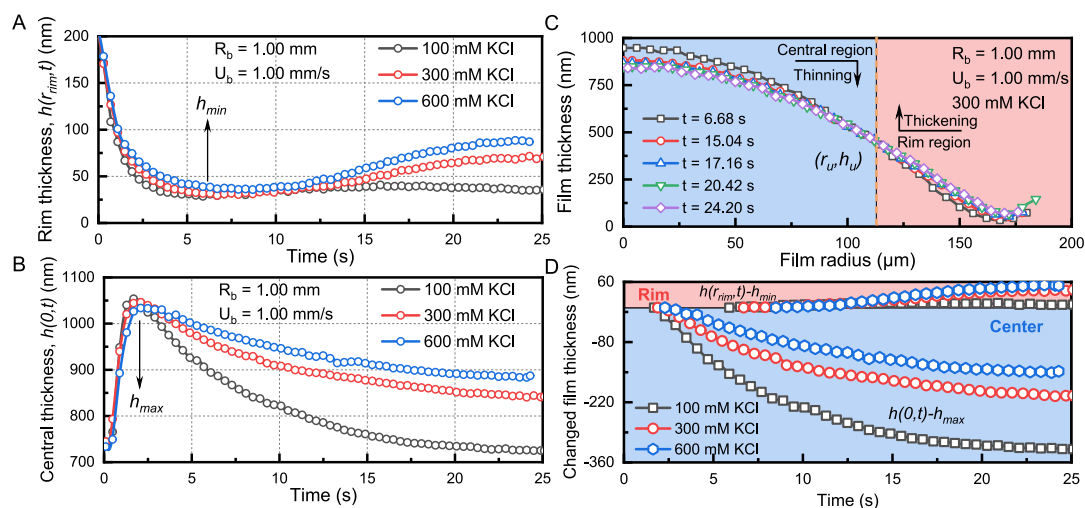 A
Rim thickness, h(r_rim,t) (nm)
200
150
100
50
0
R_b = 1.00 mm
U_b = 1.00 mm/s
100 mM KCl
300 mM KCl
600 mM KCl
h_min
0 5 10 15 20 25
Time (s)
B
Central thickness, h(0,t) (nm)
1100
1000
900
800
700
R_b = 1.00 mm
U_b = 1.00 mm/s
100 mM KCl
300 mM KCl
600 mM KCl
h_max
0 5 10 15 20 25
Time (s)
C
Film thickness (nm)
1000
750
500
250
0
Central region
Thinning
R_b = 1.00 mm
U_b = 1.00 mm/s
300 mM KCl
Thickening
Rim region
t = 6.68 s
t = 15.04 s
t = 17.16 s
t = 20.42 s
t = 24.20 s
(r_u,h_u)
0 50 100 150 200
Film radius (μm)
D
Changed film thickness (nm)
60
-80
-220
-360
Rim
h(r_rim,t)-h_min
Center
h(0,t)-h_max
100 mM KCl
300 mM KCl
600 mM KCl
0 5 10 15 20 25
Time (s)